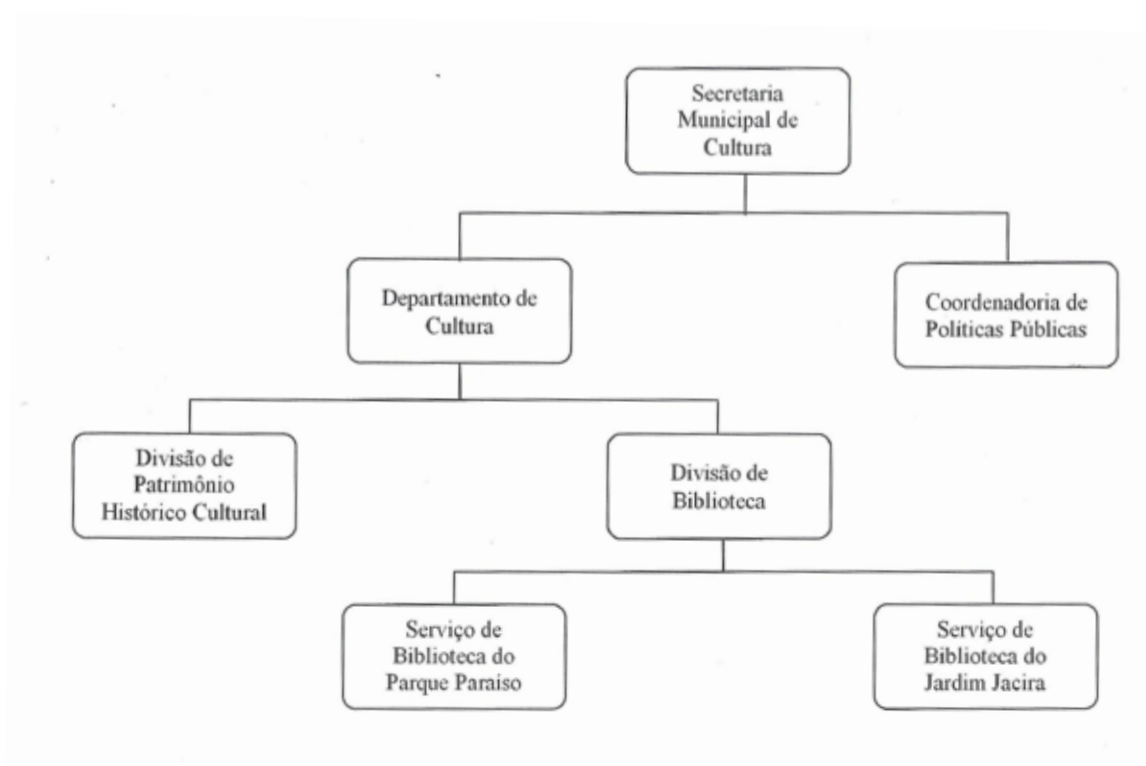 Secretaria
Municipal de
Cultura
Departamento de
Cultura
Coordenadoria de
Políticas Públicas
Divisão de
Patrimônio
Histórico Cultural
Divisão de
Biblioteca
Serviço de
Biblioteca do
Parque Paraiso
Serviço de
Biblioteca do
Jardim Jacira